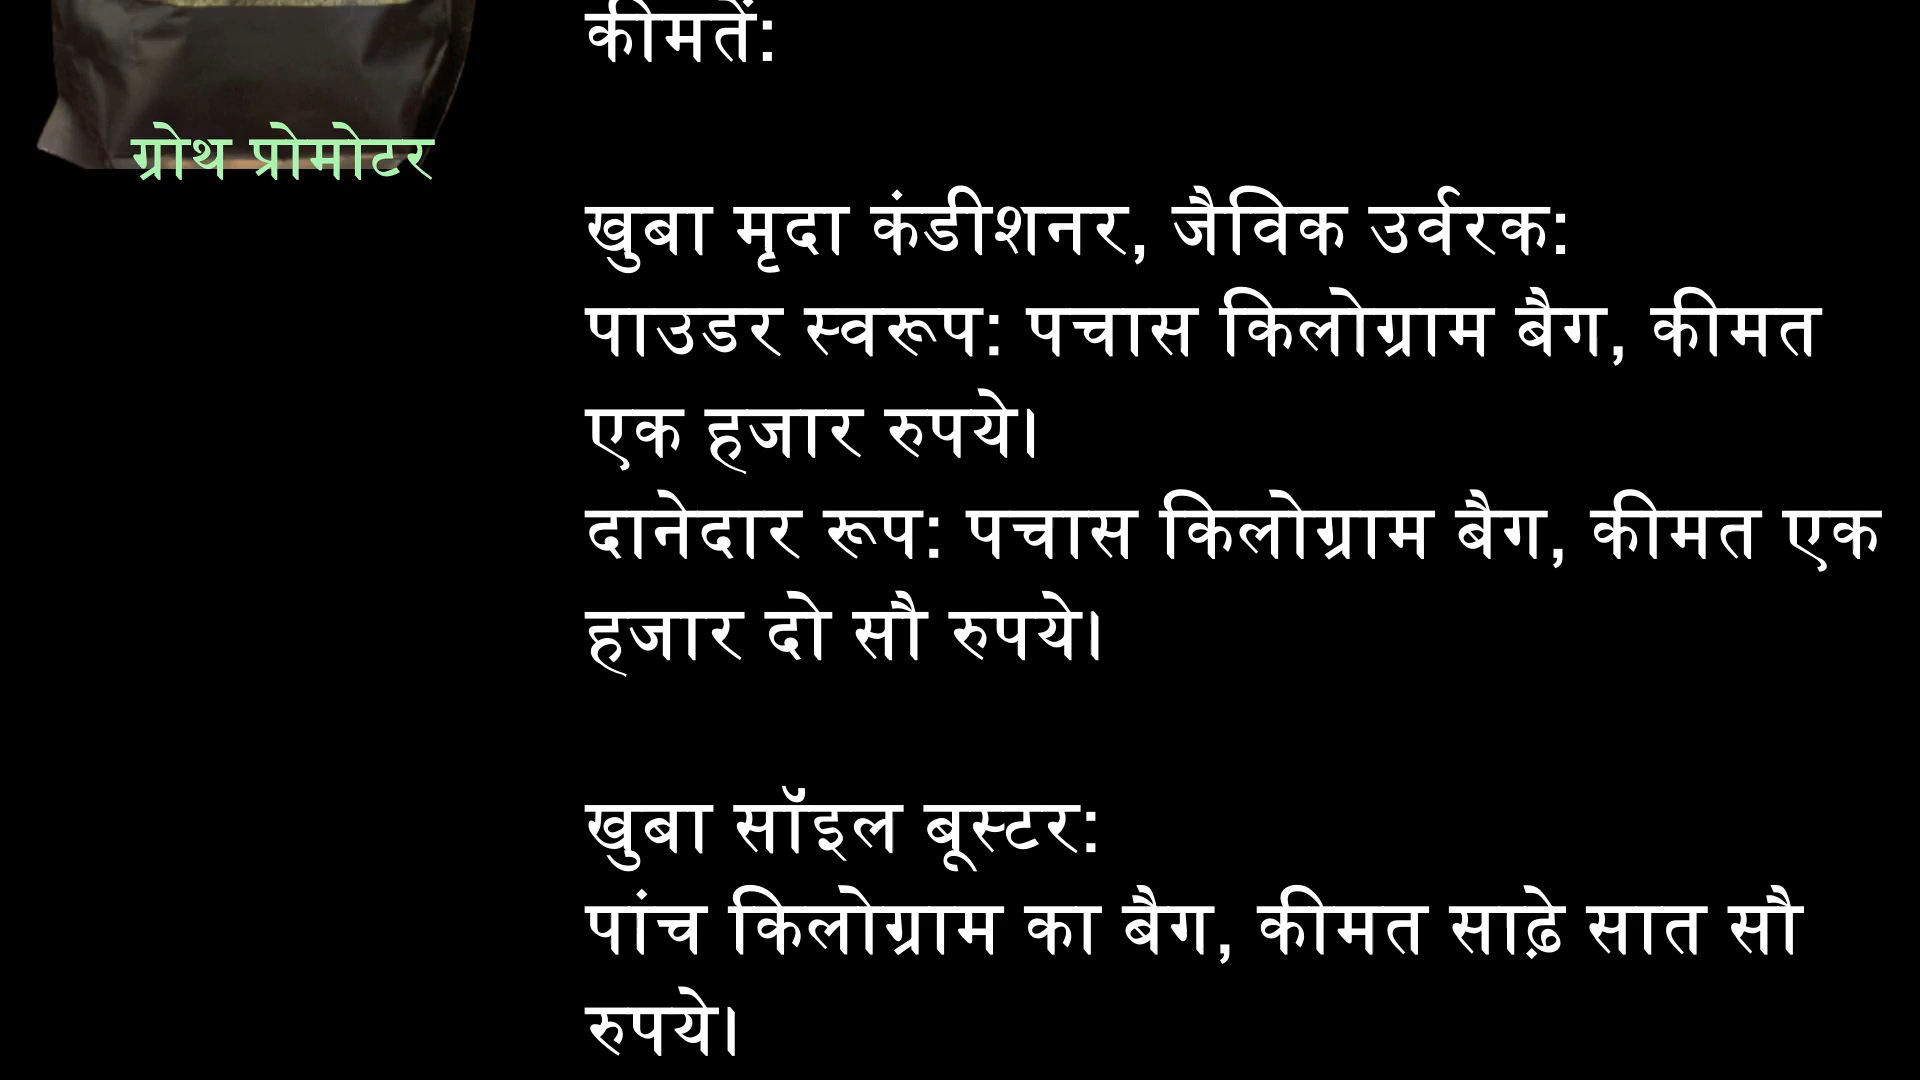 कीमतें:
ग्रोथ प्रोमोटर
खुबा मृदा कंडीशनर, जैविक उर्वरक:
पाउडर स्वरूप: पचास किलोग्राम बैग, कीमत
एक हजार रुपये।
दानेदार रूप: पचास किलोग्राम बैग, कीमत एक
हजार दो सौ रुपये।
खुबा सॉइल बूस्टर:
पांच किलोग्राम का बैग, कीमत साढ़े सात सौ
रुपये।